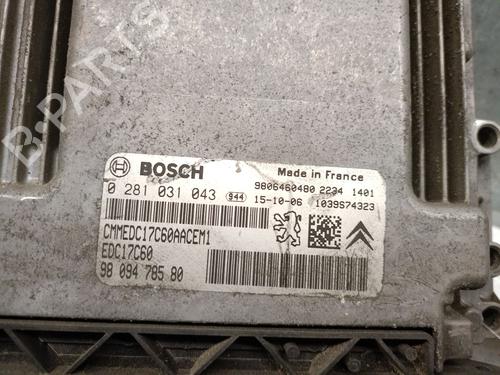 B-PARTS
BOSCH
Made in France
0 281 031 043 944
9806460480 2234 1401
15-10-06 1039S74323
CMMEDC17C60AACEM1
EDC17C60
98 094 785 80